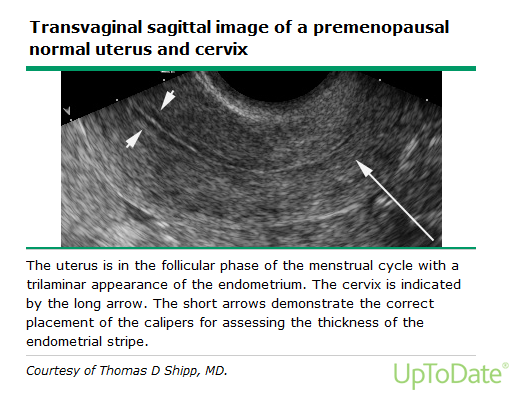 Transvaginal sagittal image of a premenopausal
normal uterus and cervix
The uterus is in the follicular phase of the menstrual cycle with a
trilaminar appearance of the endometrium. The cervix is indicated
by the long arrow. The short arrows demonstrate the correct
placement of the calipers for assessing the thickness of the
endometrial stripe.
Courtesy of Thomas D Shipp, MD.
UpToDate®